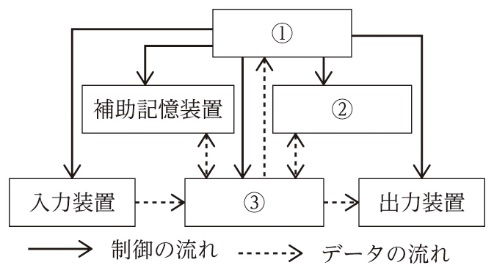 ①
補助記憶装置
②
入力装置
③
出力装置
制御の流れ
データの流れ